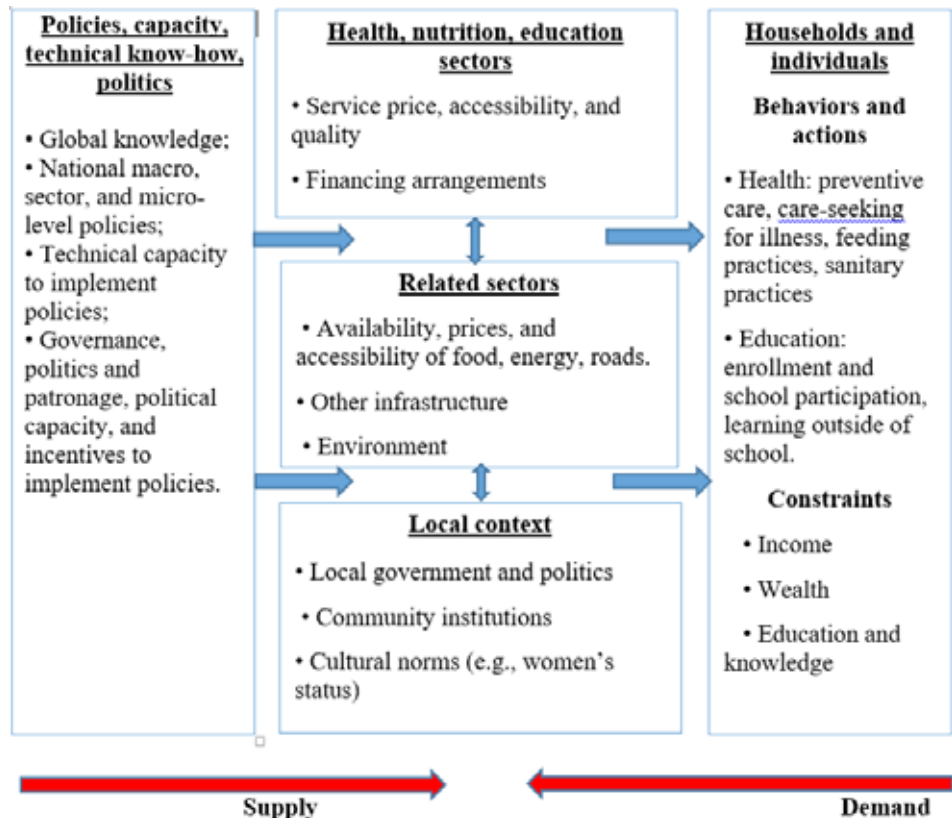 Policies, capacity,
technical know-how,
politics
• Global knowledge;
• National macro,
sector, and micro-
level policies;
• Technical capacity
to implement
policies;
• Governance,
politics and
patronage, political
capacity, and
incentives to
implement policies.
Health, nutrition, education
sectors
• Service price, accessibility, and
quality
• Financing arrangements
Related sectors
• Availability, prices, and
accessibility of food, energy, roads.
• Other infrastructure
• Environment
Local context
• Local government and politics
• Community institutions
• Cultural norms (e.g., women's
status)
Households and
individuals
Behaviors and
actions
• Health: preventive
care, care-seeking
for illness, feeding
practices, sanitary
practices
• Education:
enrollment and
school participation,
learning outside of
school.
Constraints
• Income
• Wealth
• Education and
knowledge
Supply
Demand